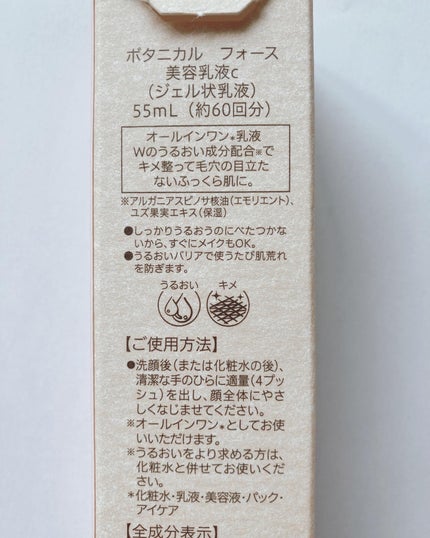 ボタニカル　フォース
美容乳液c
(ジェル状乳液)
55mL（約60回分）
オールインワン*乳液
Wのうるおい成分配合※で
キメ整って毛穴の目立た
ないふっくら肌に。
※アルガニアスピノサ核油(エモリエント)、
ユズ果実エキス(保湿)
●しっかりうるおうのにべたつかな
いから、すぐにメイクもOK。
●うるおいバリアで使うたび肌荒れ
を防ぎます。
うるおい キメ
【ご使用方法】
●洗顔後(または化粧水の後)、
清潔な手のひらに適量(4プッ
シュ)を出し、顔全体にやさ
しくなじませてください。
※オールインワン*としてお使
いいただけます。
※うるおいをより求める方は、
化粧水と併せてお使いくだ
さい。
*化粧水・乳液・美容液・パック・
アイケア
【全成分表示】